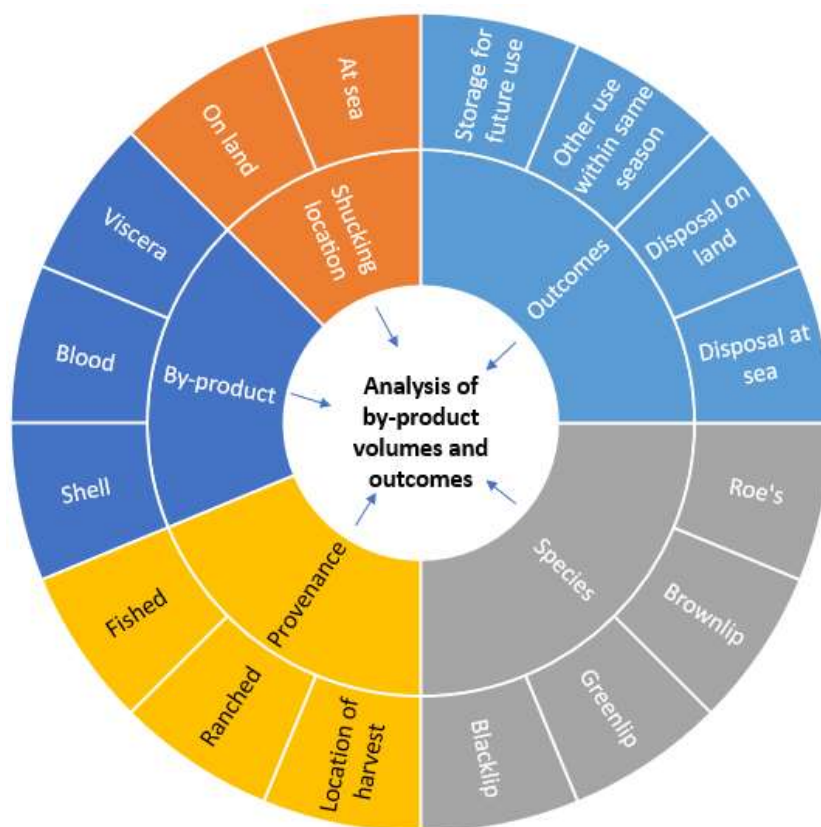 Analysis of
by-product
volumes and
outcomes
Outcomes
Storage for
future use
Other use
within same
season
Disposal on
land
Disposal at
sea
Species
Roe's
Brownlip
Greenlip
Blacklip
Provenance
Location of
harvest
Ranched
Fished
By-product
Shell
Blood
Viscera
Shucking
location
On land
At sea